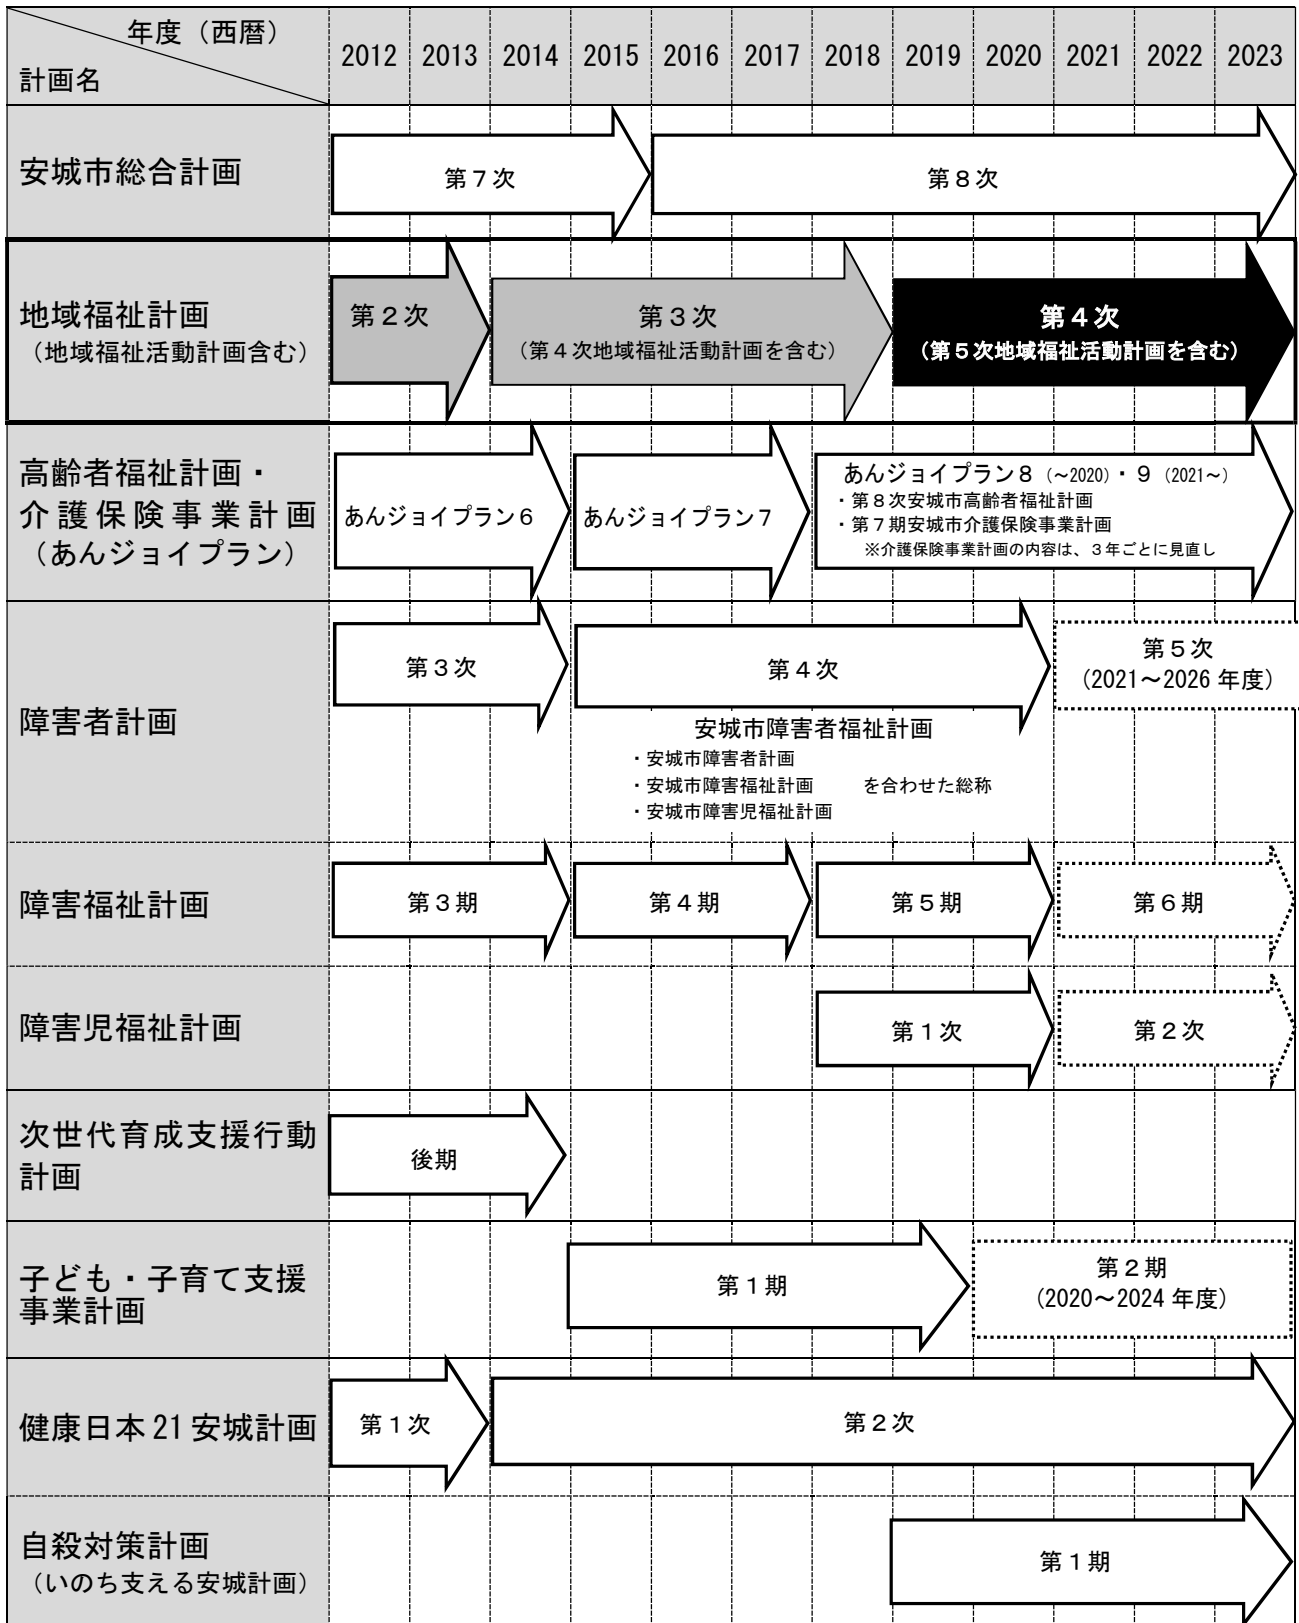 年度（西暦）
計画名
2012 2013 2014 2015 2016 2017 2018 2019 2020 2021 2022 2023
安城市総合計画
第７次
第８次
地域福祉計画
（地域福祉活動計画含む）
第２次
第３次
（第４次地域福祉活動計画を含む）
第４次
（第５次地域福祉活動計画を含む）
高齢者福祉計画・
介護保険事業計画
（あんジョイプラン）
あんジョイプラン６
あんジョイプラン７
あんジョイプラン８（～2020）・９（2021～）
・第８次安城市高齢者福祉計画
・第７期安城市介護保険事業計画
※介護保険事業計画の内容は、３年ごとに見直し
障害者計画
第３次
第４次
第５次
（2021～2026 年度）
安城市障害者福祉計画
・安城市障害者計画
・安城市障害福祉計画　　を合わせた総称
・安城市障害児福祉計画
障害福祉計画
第３期
第４期
第５期
第６期
障害児福祉計画
第１次
第２次
次世代育成支援行動
計画
後期
子ども・子育て支援
事業計画
第１期
第２期
（2020～2024 年度）
健康日本 21 安城計画
第１次
第２次
自殺対策計画
（いのち支える安城計画）
第１期